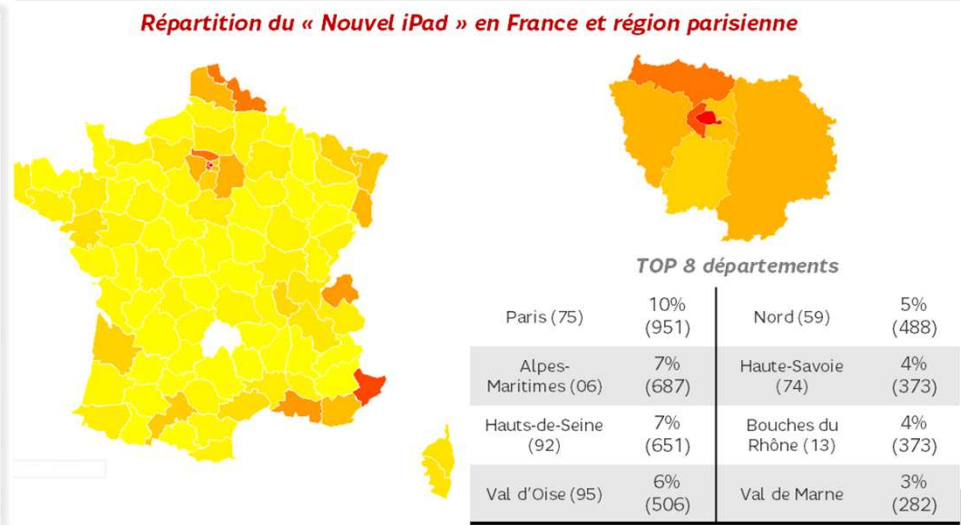 Répartition du « Nouvel iPad » en France et région parisienne
TOP 8 départements
Paris (75) 10% (951) Nord (59) 5% (488)
Alpes-Maritimes (06) 7% (687) Haute-Savoie (74) 4% (373)
Hauts-de-Seine (92) 7% (651) Bouches du Rhône (13) 4% (373)
Val d'Oise (95) 6% (506) Val de Marne 3% (282)